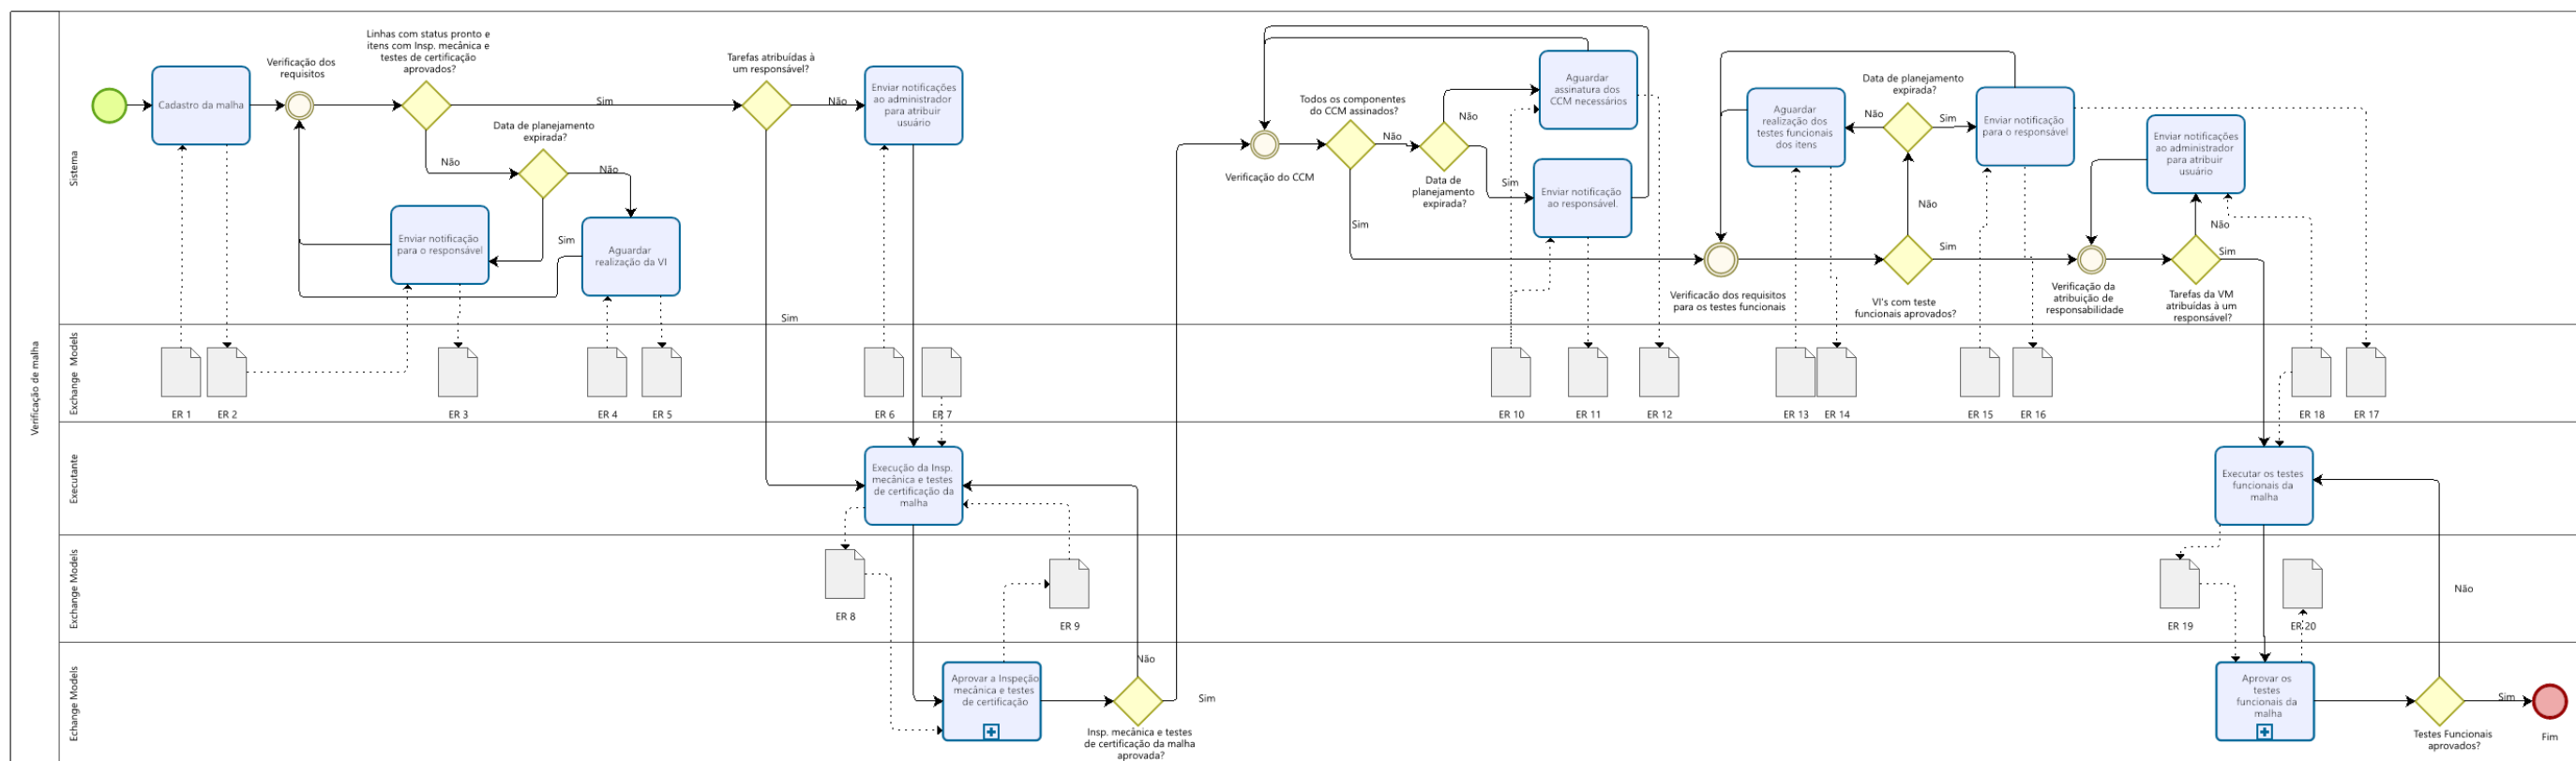 Verificação de malha
Sistema
Cadastro da malha
Verificação dos
requisitos
Linhas com status pronto e
itens com Insp. mecânica e
testes de certificação
aprovados?
Sim
Não
Data de planejamento
expirada?
Não
Sim
Enviar notificação
para o responsável
Aguardar
realização da VI
Tarefas atribuídas à
um responsável?
Não
Sim
Enviar notificações
ao administrador
para atribuir
usuário
Verificação do CCM
Todos os componentes
do CCM assinados?
Não
Sim
Data de
planejamento
expirada?
Não
Sim
Aguardar
assinatura dos
CCM necessários
Enviar notificação
ao responsável.
Verificacão dos requisitos
para os testes funcionais
Aguardar
realização dos
testes funcionais
dos itens
Data de planejamento
expirada?
Não
Sim
Enviar notificação
para o responsável
Não
Sim
VI's com teste
funcionais aprovados?
Verificação da
atribuição de
responsabilidade
Enviar notificações
ao administrador
para atribuir
usuário
Não
Sim
Tarefas da VM
atribuídas à um
responsável?
Exchange Models
ER 1
ER 2
ER 3
ER 4
ER 5
ER 6
ER 7
ER 10
ER 11
ER 12
ER 13
ER 14
ER 15
ER 16
ER 18
ER 17
Executante
Execução da Insp.
mecânica e testes
de certificação da
malha
Executar os testes
funcionais da
malha
Exchange Models
ER 8
ER 9
ER 19
ER 20
Não
Echange Models
Aprovar a Inspeção
mecânica e testes
de certificação
Não
Sim
Insp. mecânica e testes
de certificação da malha
aprovada?
Aprovar os
testes
funcionais da
malha
Testes Funcionais
aprovados?
Sim
Fim